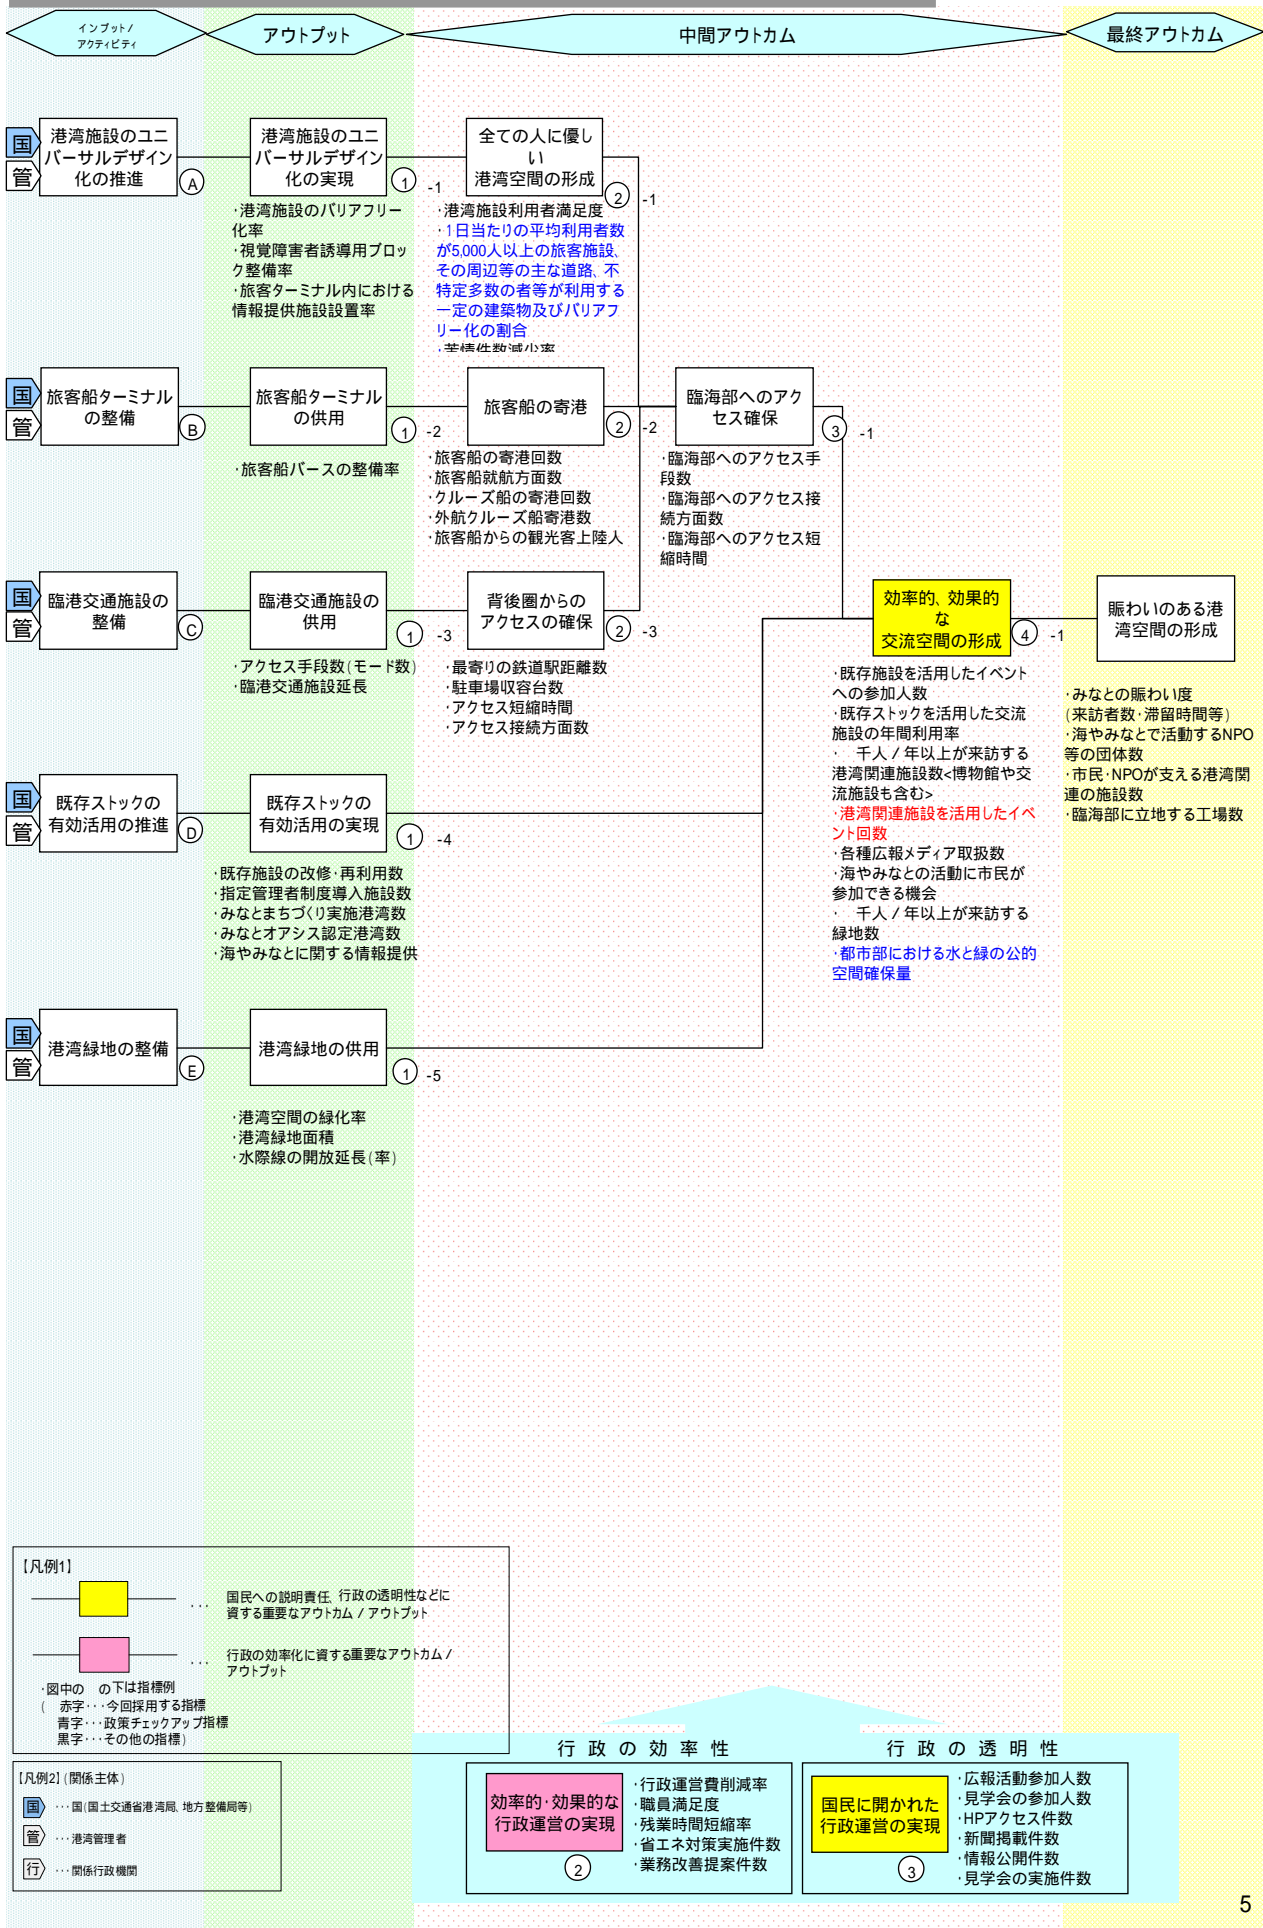 インプット/
アクティビティ
アウトプット
中間アウトカム
最終アウトカム
国
管
港湾施設のユニ
バーサルデザイン
化の推進
A
港湾施設のユニ
バーサルデザイン
化の実現
1 -1
・港湾施設のバリアフリー
化率
・視覚障害者誘導用ブロッ
ク整備率
・旅客ターミナル内における
情報提供施設設置率
全ての人に優し
い
港湾空間の形成
2 -1
・港湾施設利用者満足度
・1日当たりの平均利用者数
が5,000人以上の旅客施設、
その周辺等の主な道路、不
特定多数の者等が利用する
一定の建築物及びバリアフ
リー化の割合
・苦情件数減少率
国
管
旅客船ターミナル
の整備
B
旅客船ターミナル
の供用
1 -2
・旅客船バースの整備率
旅客船の寄港
2 -2
・旅客船の寄港回数
・旅客船就航方面数
・クルーズ船の寄港回数
・外航クルーズ船寄港数
・旅客船からの観光客上陸人
臨海部へのアク
セス確保
3 -1
・臨海部へのアクセス手
段数
・臨海部へのアクセス接
続方面数
・臨海部へのアクセス短
縮時間
国
管
臨港交通施設の
整備
C
臨港交通施設の
供用
1 -3
・アクセス手段数(モード数)
・臨港交通施設延長
背後圏からの
アクセスの確保
2 -3
・最寄りの鉄道駅距離数
・駐車場収容台数
・アクセス短縮時間
・アクセス接続方面数
効率的、効果的
な
交流空間の形成
4 -1
・既存施設を活用したイベント
への参加人数
・既存ストックを活用した交流
施設の年間利用率
・ 千人/年以上が来訪する
港湾関連施設数<博物館や交
流施設も含む>
・港湾関連施設を活用したイベ
ント回数
・各種広報メディア取扱数
・海やみなとの活動に市民が
参加できる機会
・ 千人/年以上が来訪する
緑地数
・都市部における水と緑の公的
空間確保量
賑わいのある港
湾空間の形成
・みなとの賑わい度
(来訪者数・滞留時間等)
・海やみなとで活動するNPO
等の団体数
・市民・NPOが支える港湾関
連の施設数
・臨海部に立地する工場数
国
管
既存ストックの
有効活用の推進
D
既存ストックの
有効活用の実現
1 -4
・既存施設の改修・再利用数
・指定管理者制度導入施設数
・みなとまちづくり実施港湾数
・みなとオアシス認定港湾数
・海やみなとに関する情報提供
国
管
港湾緑地の整備
E
港湾緑地の供用
1 -5
・港湾空間の緑化率
・港湾緑地面積
・水際線の開放延長(率)
【凡例1】
… 国民への説明責任、行政の透明性などに
資する重要なアウトカム/アウトプット
… 行政の効率化に資する重要なアウトカム/
アウトプット
・図中の の下は指標例
( 赤字・・・今回採用する指標
青字・・・政策チェックアップ指標
黒字・・・その他の指標)
【凡例2】(関係主体)
国 …国(国土交通省港湾局、地方整備局等)
管 …港湾管理者
行 …関係行政機関
行政の効率性
効率的・効果的な
行政運営の実現
2
・行政運営費削減率
・職員満足度
・残業時間短縮率
・省エネ対策実施件数
・業務改善提案件数
行政の透明性
国民に開かれた
行政運営の実現
3
・広報活動参加人数
・見学会の参加人数
・HPアクセス件数
・新聞掲載件数
・情報公開件数
・見学会の実施件数
5